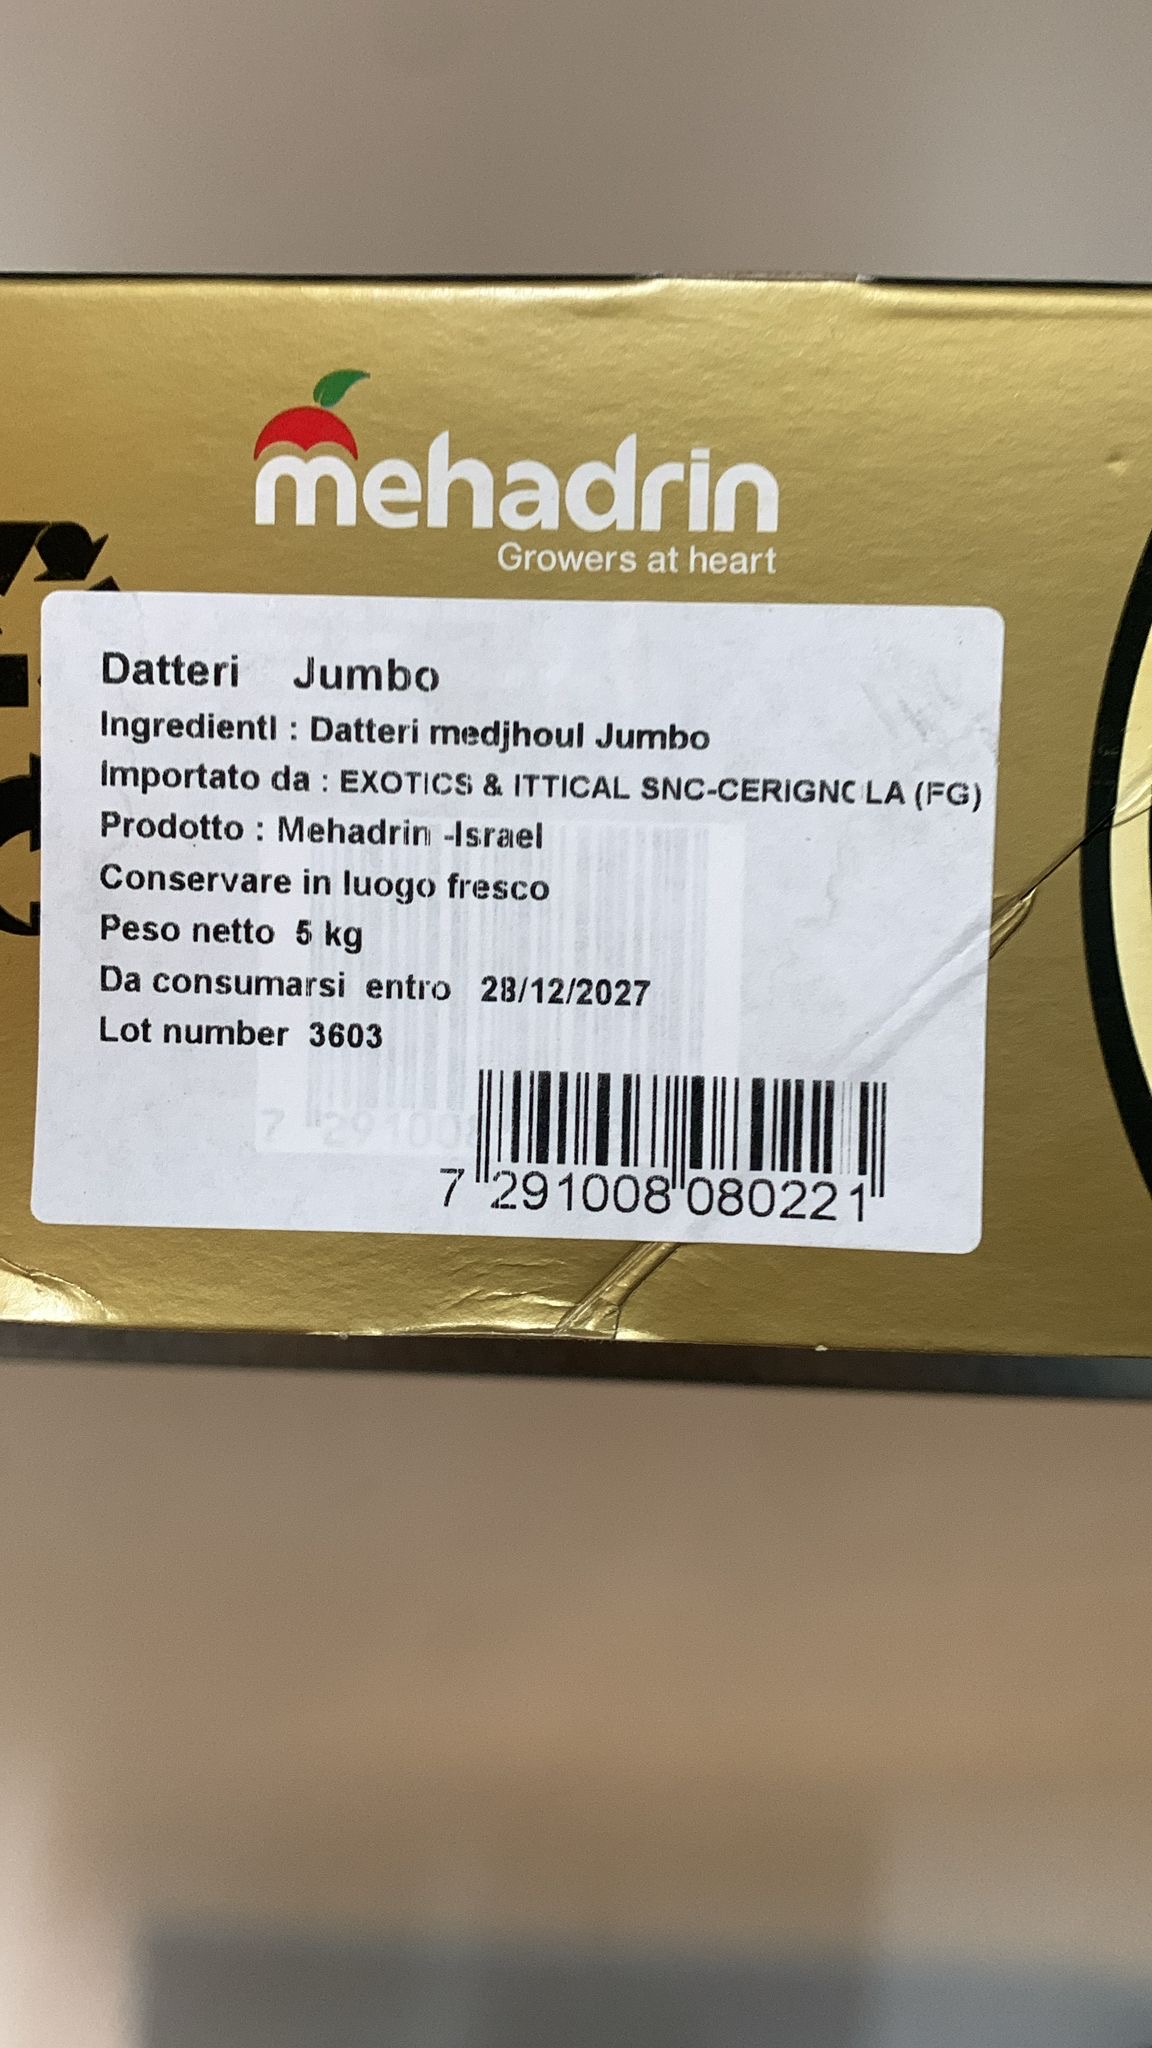 mehadrin
Growers at heart
Datteri Jumbo
Ingredientl : Datteri medjhoul Jumbo
Importato da : EXOTICS & ITTICAL SNC-CERIGNOLA (FG)
Prodotto : Mehadrin -Israel
Conservare in luogo fresco
Peso netto 5 kg
Da consumarsi entro 28/12/2027
Lot number 3603
7 291008 080221